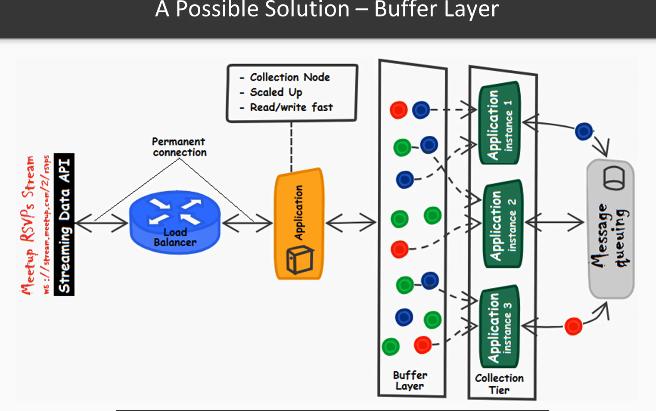 A Possible Solution – Buffer Layer
- Collection Node
- Scaled Up
- Read/write fast
Permanent
connection
Meetup RSVPs Stream
ws://stream.meetup.com/2/rsvps
Streaming Data API
Load
Balancer
Application
Buffer
Layer
Application
instance 1
Application
instance 2
Application
instance 3
Collection
Tier
Message
queuing